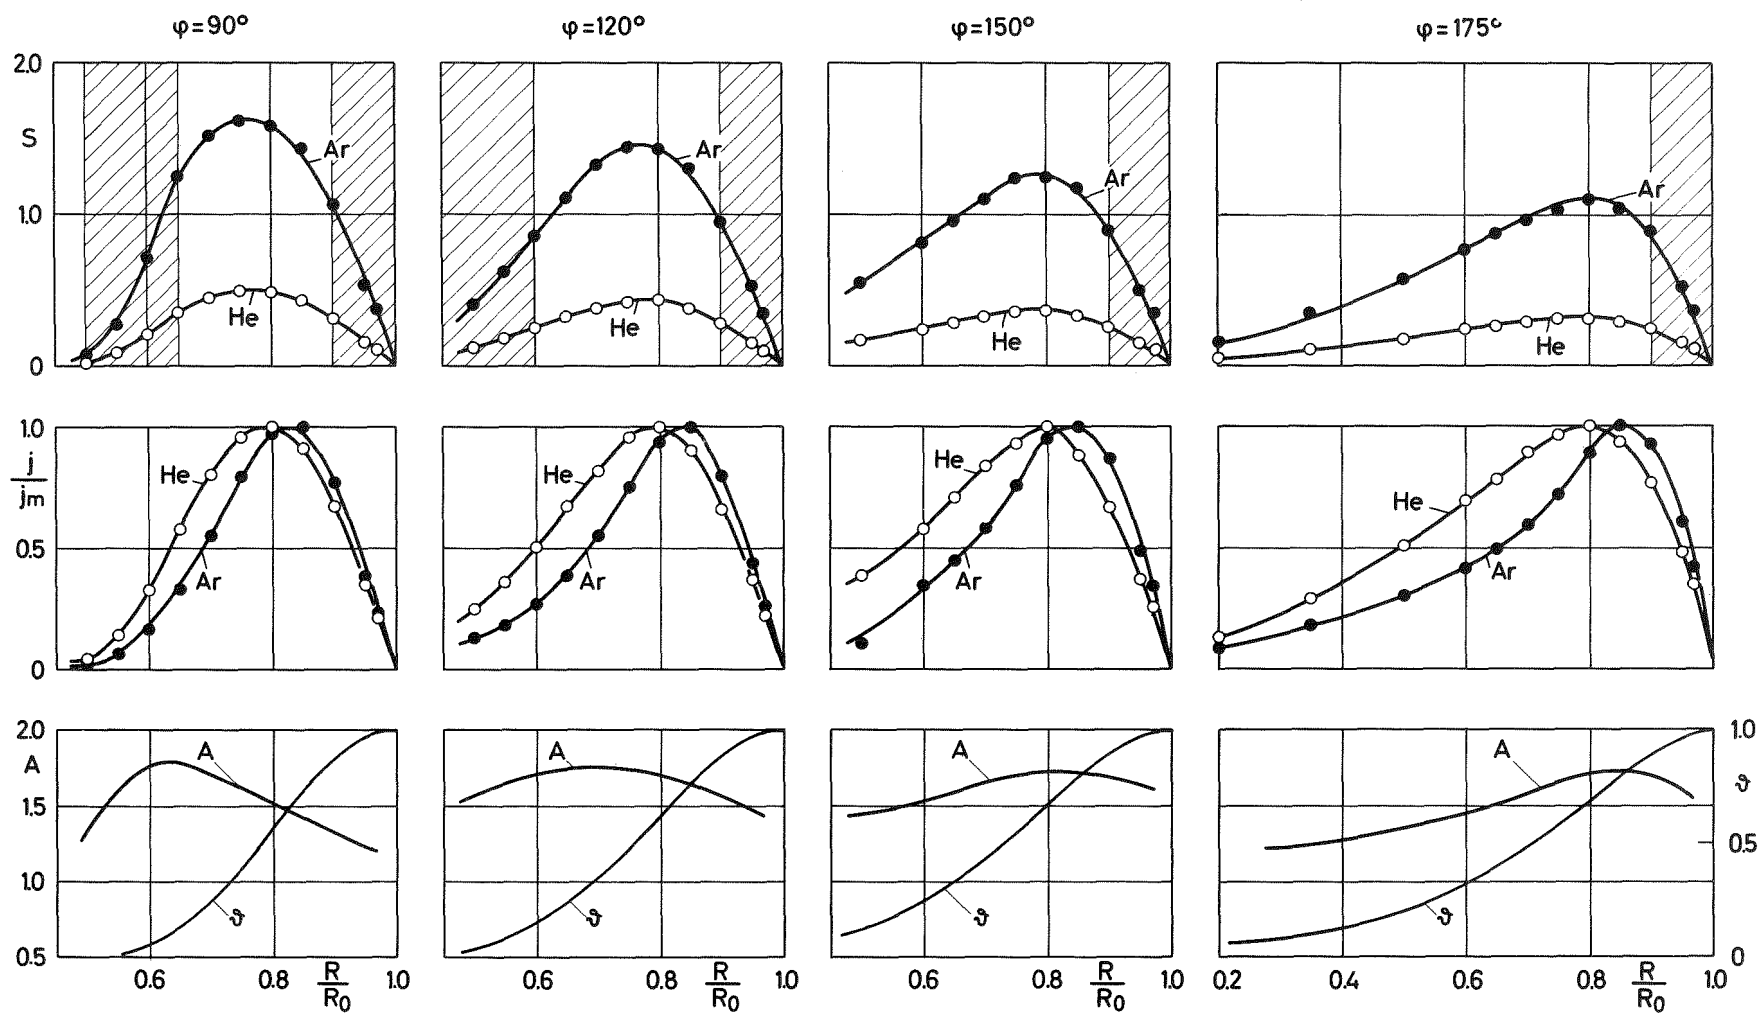 φ=90° φ=120° φ=150° φ=175°
2.0
S
1.0
0
Ar
He
Ar
He
Ar
He
Ar
He
1.0
j
jm
0.5
0
He
Ar
He
Ar
He
Ar
He
Ar
2.0
A
1.5
1.0
0.5
A
ϑ
A
ϑ
A
ϑ
A
ϑ
1.0
ϑ
0.5
0
0.6 0.8 R/R0 1.0
0.6 0.8 R/R0 1.0
0.6 0.8 R/R0 1.0
0.2 0.4 0.6 0.8 R/R0 1.0